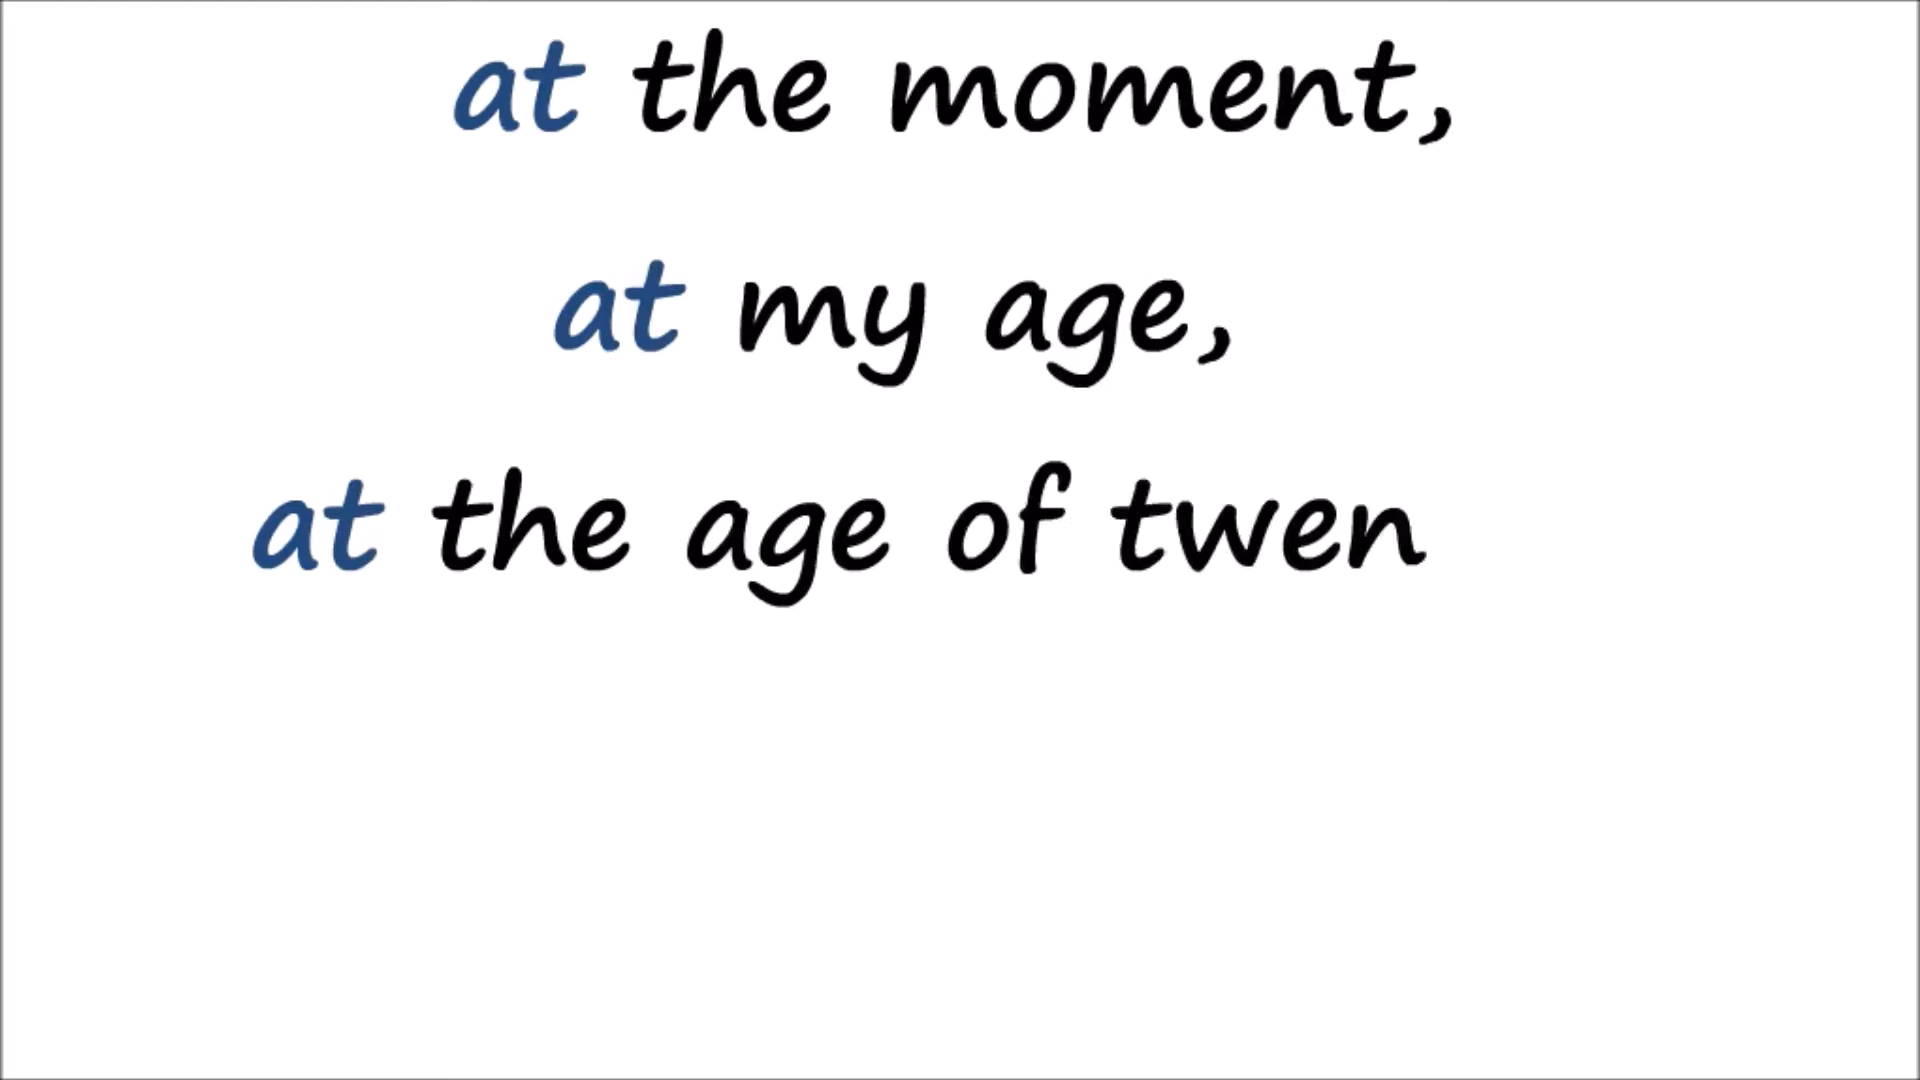 at the moment,
at my age,
at the age of twen